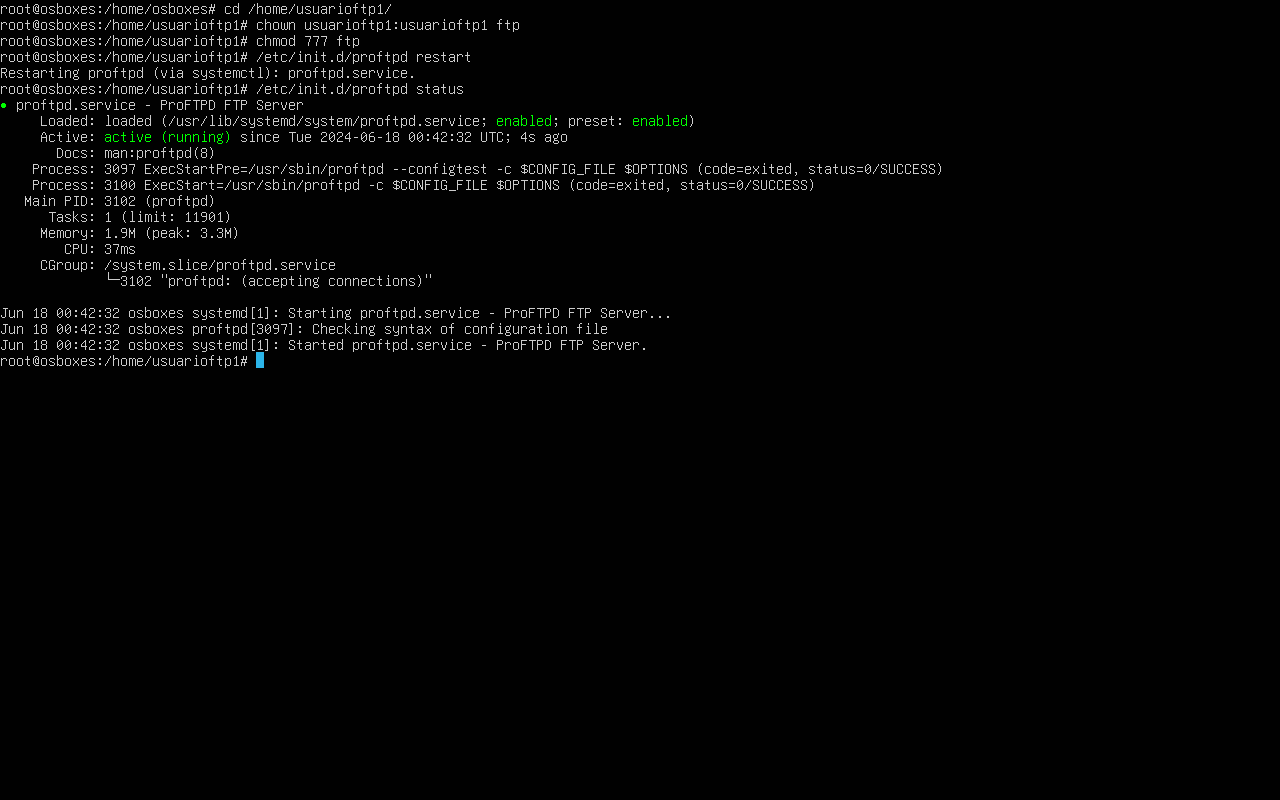 root@osboxes:/home/osboxes# cd /home/usuarioftp1/
root@osboxes:/home/usuarioftp1# chown usuarioftp1:usuarioftp1 ftp
root@osboxes:/home/usuarioftp1# chmod 777 ftp
root@osboxes:/home/usuarioftp1# /etc/init.d/proftpd restart
Restarting proftpd (via systemctl): proftpd.service.
root@osboxes:/home/usuarioftp1# /etc/init.d/proftpd status
● proftpd.service - ProFTPD FTP Server
     Loaded: loaded (/usr/lib/systemd/system/proftpd.service; enabled; preset: enabled)
     Active: active (running) since Tue 2024-06-18 00:42:32 UTC; 4s ago
       Docs: man:proftpd(8)
    Process: 3097 ExecStartPre=/usr/sbin/proftpd --configtest -c $CONFIG_FILE $OPTIONS (code=exited, status=0/SUCCESS)
    Process: 3100 ExecStart=/usr/sbin/proftpd -c $CONFIG_FILE $OPTIONS (code=exited, status=0/SUCCESS)
   Main PID: 3102 (proftpd)
      Tasks: 1 (limit: 11901)
     Memory: 1.9M (peak: 3.3M)
        CPU: 37ms
     CGroup: /system.slice/proftpd.service
             └─3102 "proftpd: (accepting connections)"

Jun 18 00:42:32 osboxes systemd[1]: Starting proftpd.service - ProFTPD FTP Server...
Jun 18 00:42:32 osboxes proftpd[3097]: Checking syntax of configuration file
Jun 18 00:42:32 osboxes systemd[1]: Started proftpd.service - ProFTPD FTP Server.
root@osboxes:/home/usuarioftp1#